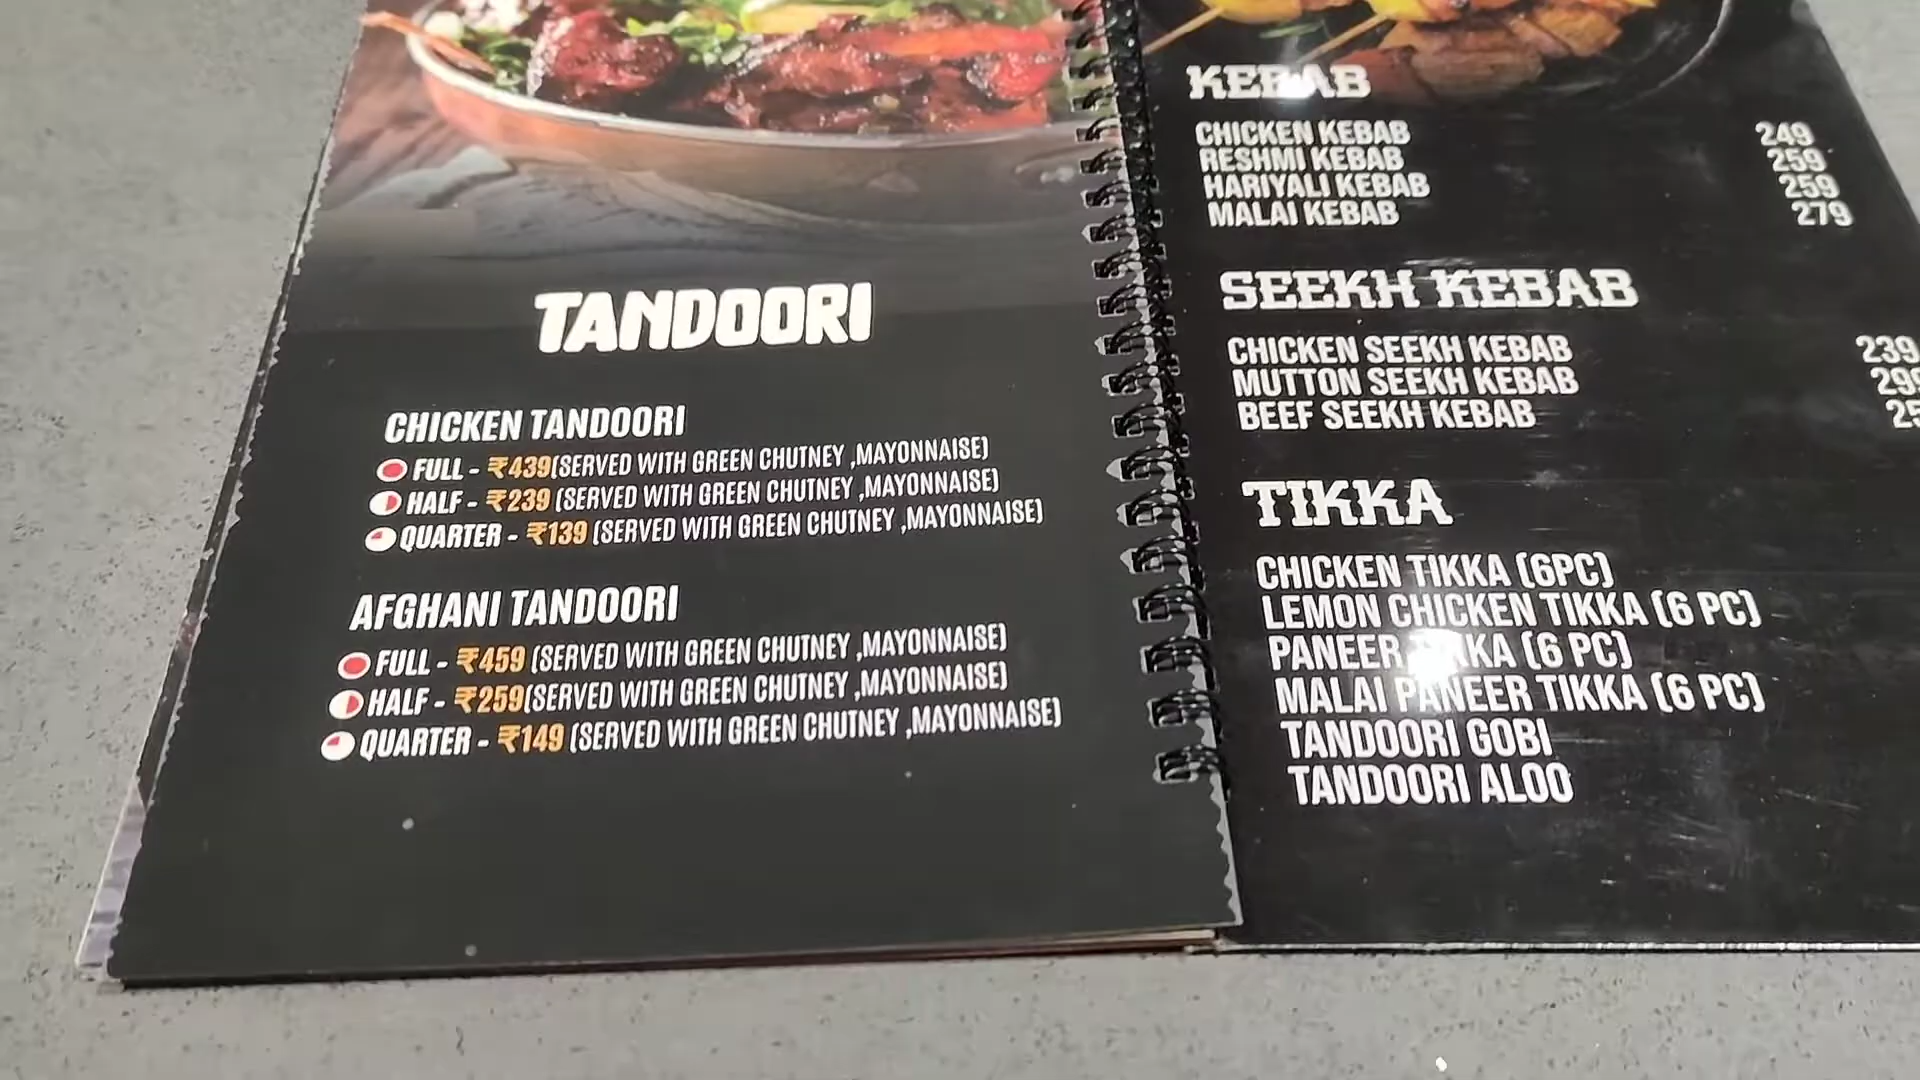 TANDOORI
CHICKEN TANDOORI
FULL - ₹439(SERVED WITH GREEN CHUTNEY ,MAYONNAISE)
HALF - ₹239 (SERVED WITH GREEN CHUTNEY ,MAYONNAISE)
QUARTER - ₹139 (SERVED WITH GREEN CHUTNEY ,MAYONNAISE)
AFGHANI TANDOORI
FULL - ₹459 (SERVED WITH GREEN CHUTNEY ,MAYONNAISE)
HALF - ₹259(SERVED WITH GREEN CHUTNEY ,MAYONNAISE)
QUARTER - ₹149 (SERVED WITH GREEN CHUTNEY ,MAYONNAISE)
KEBAB
CHICKEN KEBAB 249
RESHMI KEBAB 259
HARIYALI KEBAB 259
MALAI KEBAB 279
SEEKH KEBAB
CHICKEN SEEKH KEBAB 239
MUTTON SEEKH KEBAB
BEEF SEEKH KEBAB
TIKKA
CHICKEN TIKKA (6PC)
LEMON CHICKEN TIKKA (6 PC)
PANEER TIKKA (6 PC)
MALAI PANEER TIKKA (6 PC)
TANDOORI GOBI
TANDOORI ALOO